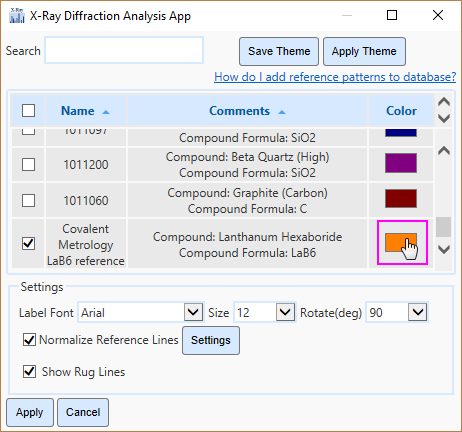 X-Ray Diffraction Analysis App
Search
Save Theme
Apply Theme
How do I add reference patterns to database?
Name
Comments
Color
1011097
Compound Formula: SiO2
1011200
Compound: Beta Quartz (High)
Compound Formula: SiO2
1011060
Compound: Graphite (Carbon)
Compound Formula: C
Covalent
Metrology
LaB6 reference
Compound: Lanthanum Hexaboride
Compound Formula: LaB6
Settings
Label Font Arial Size 12 Rotate(deg) 90
Normalize Reference Lines Settings
Show Rug Lines
Apply Cancel